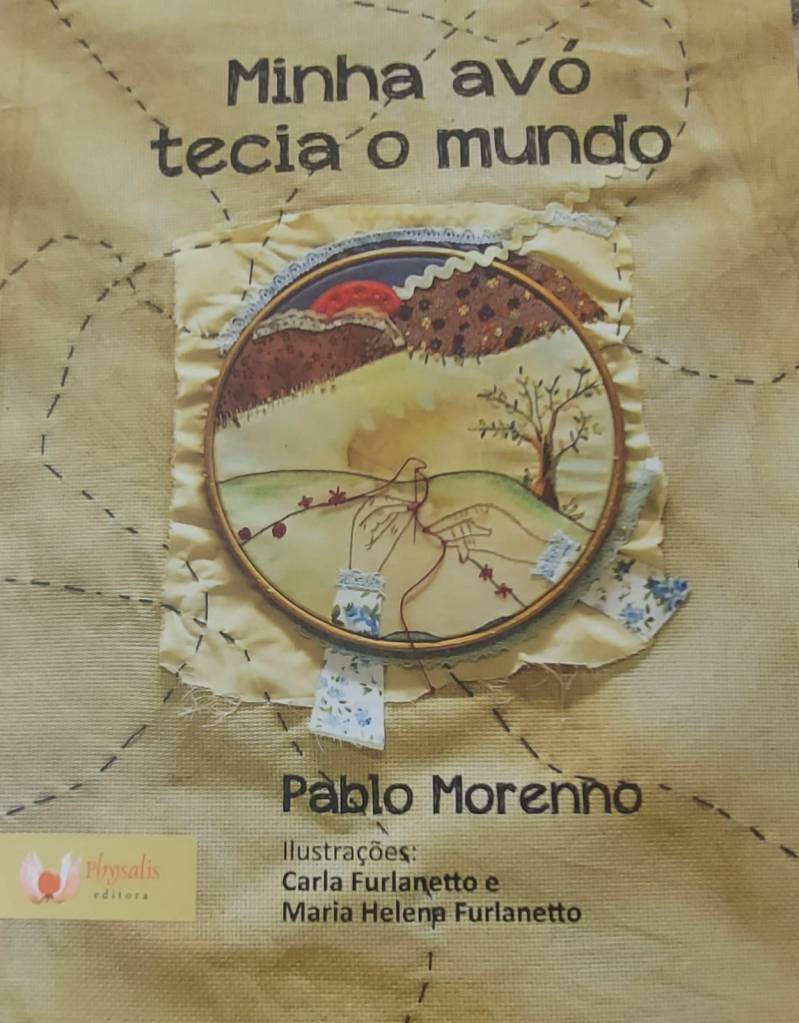 Minha avó
tecia o mundo
Pablo Morenno
Ilustrações:
Carla Furlanetto e
Maria Helena Furlanetto
Physalis
editora